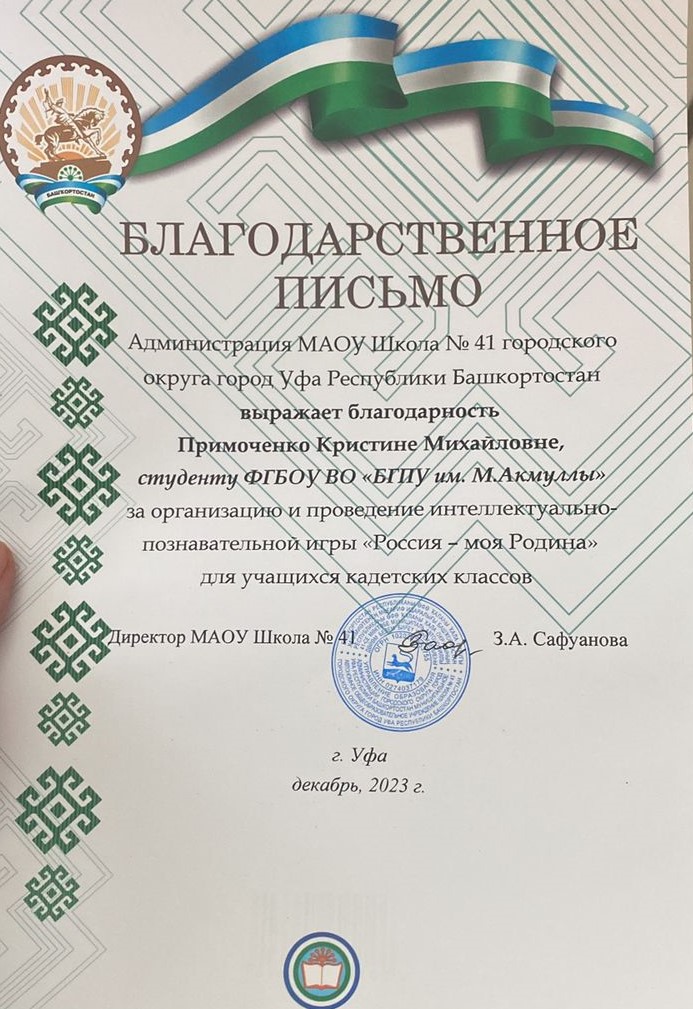 БАШКОРТОСТАН
БЛАГОДАРСТВЕННОЕ
ПИСЬМО
Администрация МАОУ Школа № 41 городского
округа город Уфа Республики Башкортостан
выражает благодарность
Примоченко Кристине Михайловне,
студенту ФГБОУ ВО «БГПУ им. М.Акмуллы»
за организацию и проведение интеллектуально-
познавательной игры «Россия – моя Родина»
для учащихся кадетских классов
Директор МАОУ Школа № 41 З.А. Сафуанова
УПРАВЛЕНИЕ ОБРАЗОВАНИЯ
г. Уфа
декабрь, 2023 г.